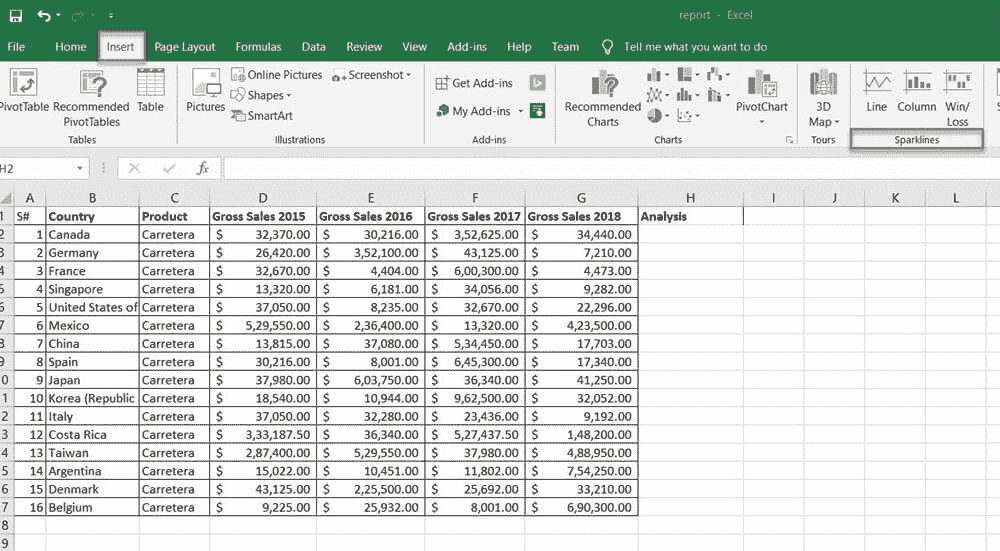 report - Excel
File Home Insert Page Layout Formulas Data Review View Add-ins Help Team Tell me what you want to do
Online Pictures Screenshot Get Add-ins
Shapes
SmartArt My Add-ins
PivotTable Recommended PivotTables Table Pictures Recommended Charts PivotChart 3D Map Line Column Win/ Loss
Tables Illustrations Add-ins Charts Tours Sparklines
H2 fx
A B C D E F G H I J K L
1 S# Country Product Gross Sales 2015 Gross Sales 2016 Gross Sales 2017 Gross Sales 2018 Analysis
2 1 Canada Carretera $ 32,370.00 $ 30,216.00 $ 3,52,625.00 $ 34,440.00
3 2 Germany Carretera $ 26,420.00 $ 3,52,100.00 $ 43,125.00 $ 7,210.00
4 3 France Carretera $ 32,670.00 $ 4,404.00 $ 6,00,300.00 $ 4,473.00
5 4 Singapore Carretera $ 13,320.00 $ 6,181.00 $ 34,056.00 $ 9,282.00
6 5 United States of Carretera $ 37,050.00 $ 8,235.00 $ 32,670.00 $ 22,296.00
7 6 Mexico Carretera $ 5,29,550.00 $ 2,36,400.00 $ 13,320.00 $ 4,23,500.00
8 7 China Carretera $ 13,815.00 $ 37,080.00 $ 5,34,450.00 $ 17,703.00
9 8 Spain Carretera $ 30,216.00 $ 8,001.00 $ 6,45,300.00 $ 17,340.00
0 9 Japan Carretera $ 37,980.00 $ 6,03,750.00 $ 36,340.00 $ 41,250.00
1 10 Korea (Republic Carretera $ 18,540.00 $ 10,944.00 $ 9,62,500.00 $ 32,052.00
2 11 Italy Carretera $ 37,050.00 $ 32,280.00 $ 23,436.00 $ 9,192.00
3 12 Costa Rica Carretera $ 3,33,187.50 $ 36,340.00 $ 5,27,437.50 $ 1,48,200.00
4 13 Taiwan Carretera $ 2,87,400.00 $ 5,29,550.00 $ 37,980.00 $ 4,88,950.00
5 14 Argentina Carretera $ 15,022.00 $ 10,451.00 $ 11,802.00 $ 7,54,250.00
6 15 Denmark Carretera $ 43,125.00 $ 2,25,500.00 $ 25,692.00 $ 33,210.00
7 16 Belgium Carretera $ 9,225.00 $ 25,932.00 $ 8,001.00 $ 6,90,300.00
8
9